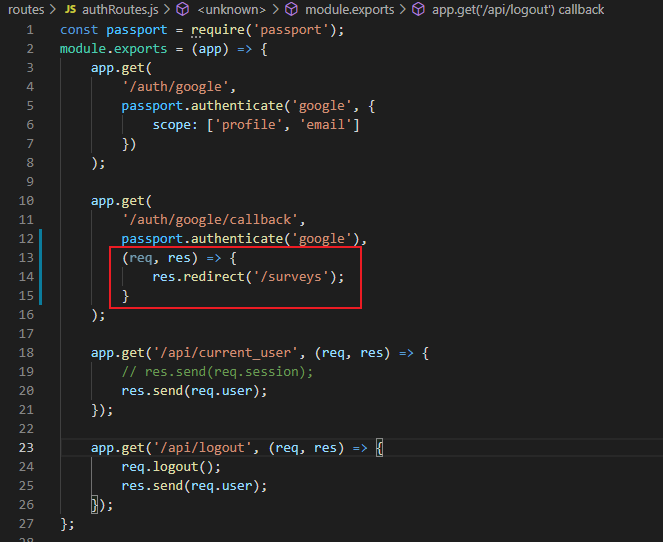 routes > JS authRoutes.js > <unknown> > module.exports > app.get('/api/logout') callback
1 const passport = require('passport');
2 module.exports = (app) => {
3 app.get(
4 '/auth/google',
5 passport.authenticate('google', {
6 scope: ['profile', 'email']
7 })
8 );
9
10 app.get(
11 '/auth/google/callback',
12 passport.authenticate('google'),
13 (req, res) => {
14 res.redirect('/surveys');
15 }
16 );
17
18 app.get('/api/current_user', (req, res) => {
19 // res.send(req.session);
20 res.send(req.user);
21 });
22
23 app.get('/api/logout', (req, res) => {
24 req.logout();
25 res.send(req.user);
26 });
27 };
28